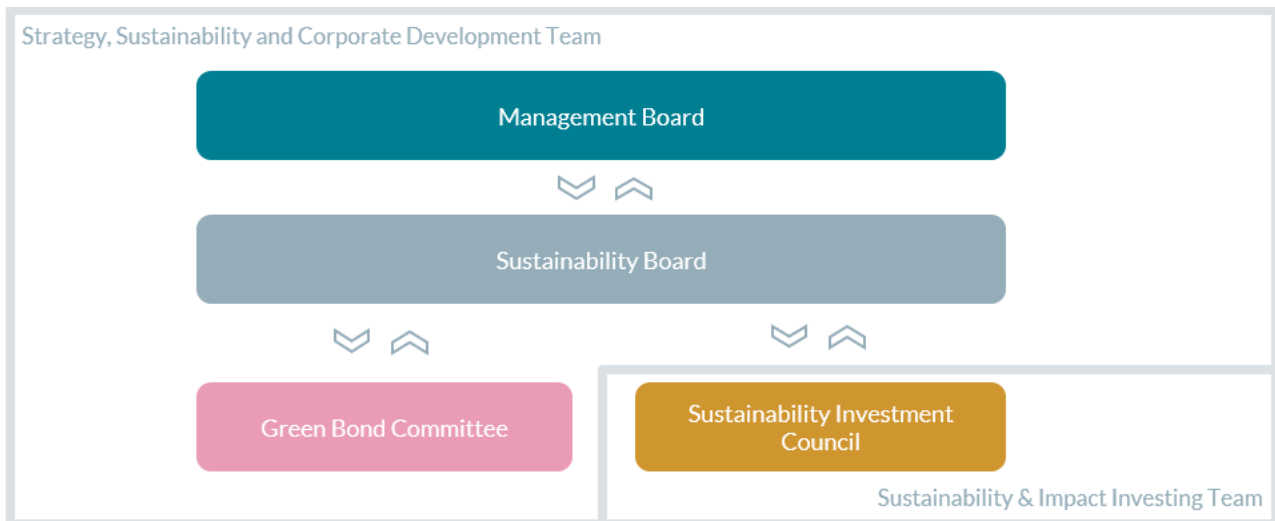 Strategy, Sustainability and Corporate Development Team
Management Board
Sustainability Board
Green Bond Committee
Sustainability Investment
Council
Sustainability & Impact Investing Team